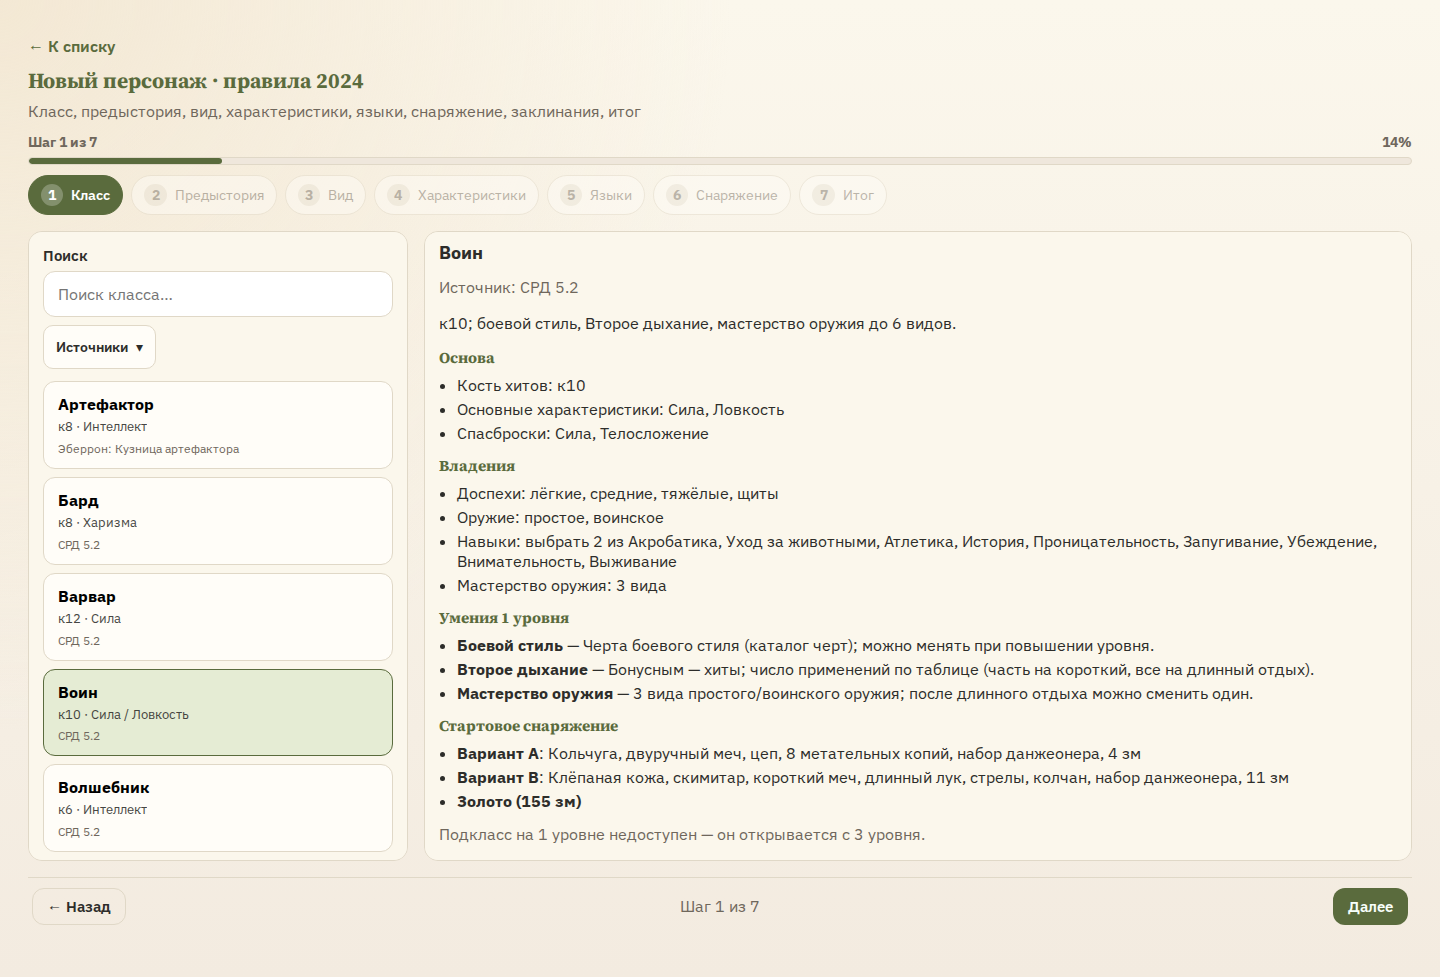 ← К списку
Новый персонаж · правила 2024
Класс, предыстория, вид, характеристики, языки, снаряжение, заклинания, итог
Шаг 1 из 7
14%
1 Класс
2 Предыстория
3 Вид
4 Характеристики
5 Языки
6 Снаряжение
7 Итог
Поиск
Поиск класса...
Источники ▾
Артефактор
к8 · Интеллект
Эберрон: Кузница артефактора
Бард
к8 · Харизма
СРД 5.2
Варвар
к12 · Сила
СРД 5.2
Воин
к10 · Сила / Ловкость
СРД 5.2
Волшебник
к6 · Интеллект
СРД 5.2
Воин
Источник: СРД 5.2
к10; боевой стиль, Второе дыхание, мастерство оружия до 6 видов.
Основа
• Кость хитов: к10
• Основные характеристики: Сила, Ловкость
• Спасброски: Сила, Телосложение
Владения
• Доспехи: лёгкие, средние, тяжёлые, щиты
• Оружие: простое, воинское
• Навыки: выбрать 2 из Акробатика, Уход за животными, Атлетика, История, Проницательность, Запугивание, Убеждение,
Внимательность, Выживание
• Мастерство оружия: 3 вида
Умения 1 уровня
• Боевой стиль — Черта боевого стиля (каталог черт); можно менять при повышении уровня.
• Второе дыхание — Бонусным — хиты; число применений по таблице (часть на короткий, все на длинный отдых).
• Мастерство оружия — 3 вида простого/воинского оружия; после длинного отдыха можно сменить один.
Стартовое снаряжение
• Вариант A: Кольчуга, двуручный меч, цеп, 8 метательных копий, набор данжеонера, 4 зм
• Вариант B: Клёпаная кожа, скимитар, короткий меч, длинный лук, стрелы, колчан, набор данжеонера, 11 зм
• Золото (155 зм)
Подкласс на 1 уровне недоступен — он открывается с 3 уровня.
← Назад
Шаг 1 из 7
Далее